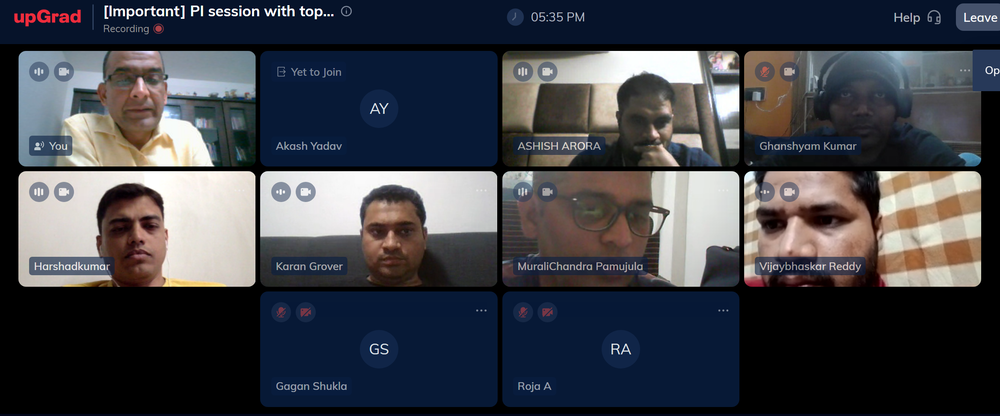 upGrad
[Important] PI session with top...
Recording
05:35 PM
Help
Leave
Op
You
Yet to Join
AY
Akash Yadav
ASHISH ARORA
Ghanshyam Kumar
Harshadkumar
Karan Grover
MuraliChandra Pamujula
Vijaybhaskar Reddy
GS
Gagan Shukla
RA
Roja A